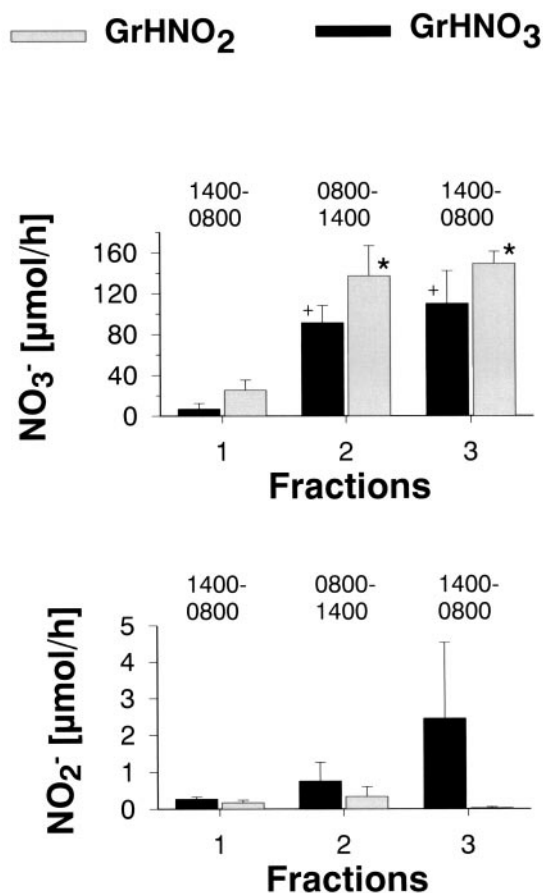 GrHNO₂ GrHNO₃
1400-0800 0800-1400 1400-0800
NO₃⁻ [µmol/h]
160
120
80
40
0
+ * + *
1 2 3
Fractions
1400-0800 0800-1400 1400-0800
NO₂⁻ [µmol/h]
5
4
3
2
1
0
1 2 3
Fractions